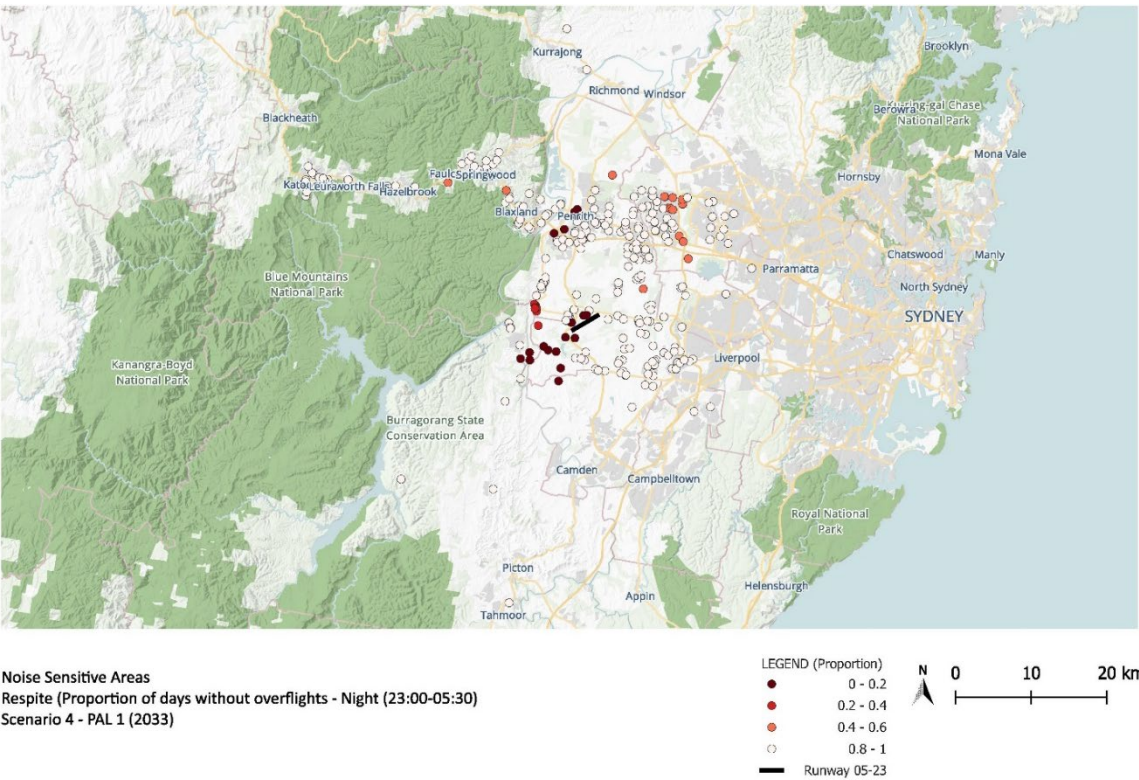 Brooklyn
Kurrajong
Richmond
Windsor
Berowra
Ku-ring-gai Chase
National Park
Blackheath
Mona Vale
Faulc
Springwood
Hornsby
Hazelbrook
Blaxland
Penrith
Chatswood
Manly
Parramatta
Blue Mountains
National Park
North Sydney
SYDNEY
Liverpool
Kanangra-Boyd
National Park
Burragorang State
Conservation Area
Camden
Campbelltown
Royal National
Park
Picton
Helensburgh
Appin
Tahmoor
Noise Sensitive Areas
Respite (Proportion of days without overflights - Night (23:00-05:30)
Scenario 4 - PAL 1 (2033)
LEGEND (Proportion)
0 - 0.2
0.2 - 0.4
0.4 - 0.6
0.8 - 1
Runway 05-23
N
0 10 20 km